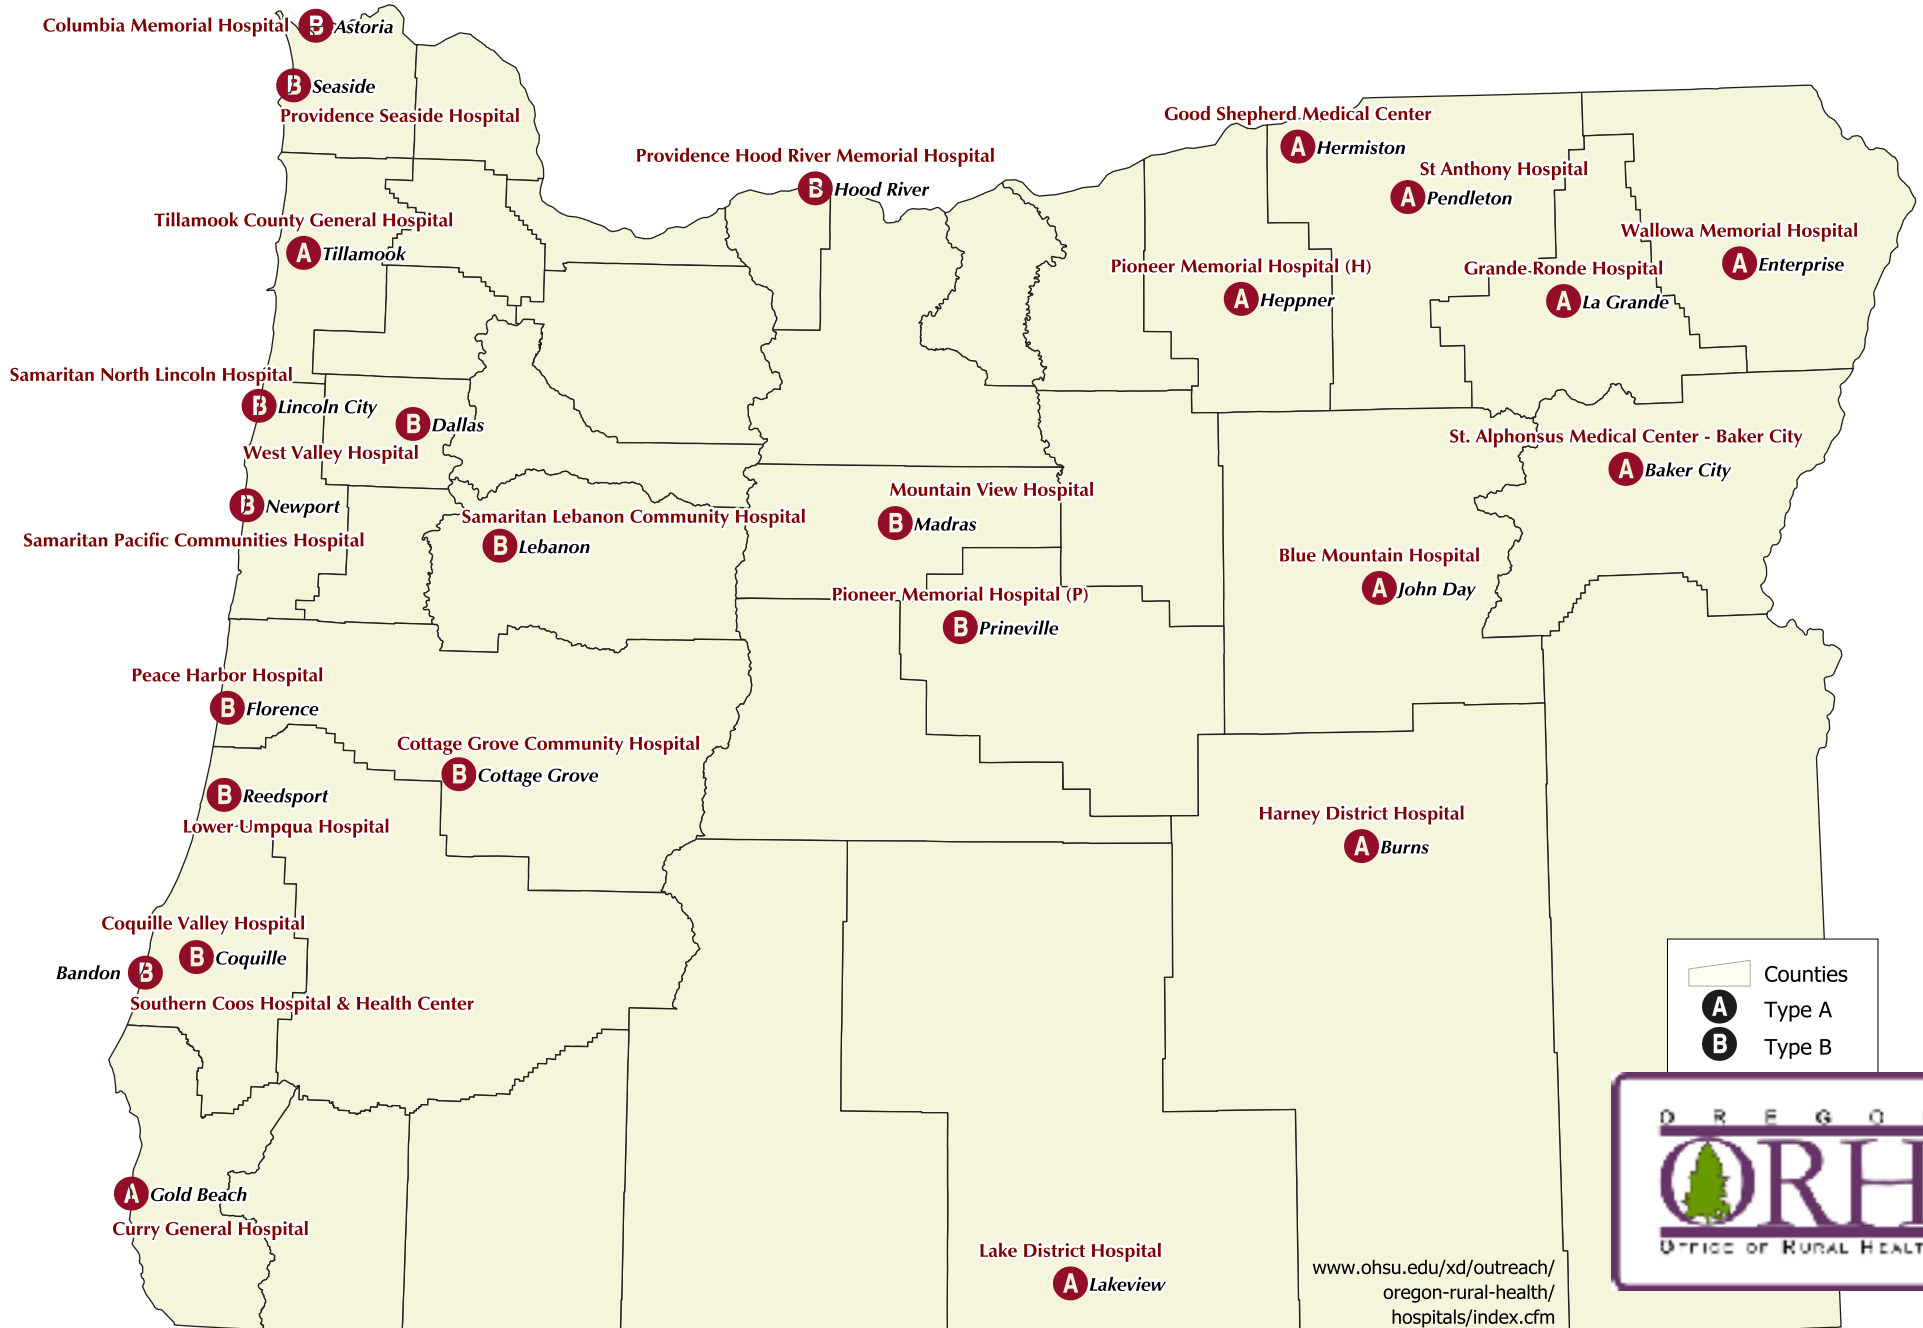 Columbia Memorial Hospital
B Astoria
B Seaside
Providence Seaside Hospital
Good Shepherd Medical Center
A Hermiston
Providence Hood River Memorial Hospital
B Hood River
St Anthony Hospital
A Pendleton
Tillamook County General Hospital
A Tillamook
Wallowa Memorial Hospital
A Enterprise
Pioneer Memorial Hospital (H)
A Heppner
Grande Ronde Hospital
A La Grande
Samaritan North Lincoln Hospital
B Lincoln City
B Dallas
West Valley Hospital
St. Alphonsus Medical Center - Baker City
A Baker City
Mountain View Hospital
B Madras
B Newport
Samaritan Pacific Communities Hospital
Samaritan Lebanon Community Hospital
B Lebanon
Blue Mountain Hospital
A John Day
Pioneer Memorial Hospital (P)
B Prineville
Peace Harbor Hospital
B Florence
Cottage Grove Community Hospital
B Cottage Grove
B Reedsport
Lower Umpqua Hospital
Harney District Hospital
A Burns
Coquille Valley Hospital
B Coquille
Bandon B
Southern Coos Hospital & Health Center
A Gold Beach
Curry General Hospital
Lake District Hospital
A Lakeview
Counties
A Type A
B Type B
www.ohsu.edu/xd/outreach/
oregon-rural-health/
hospitals/index.cfm
O R E G O
ORH
OFFICE OF RURAL HEALT